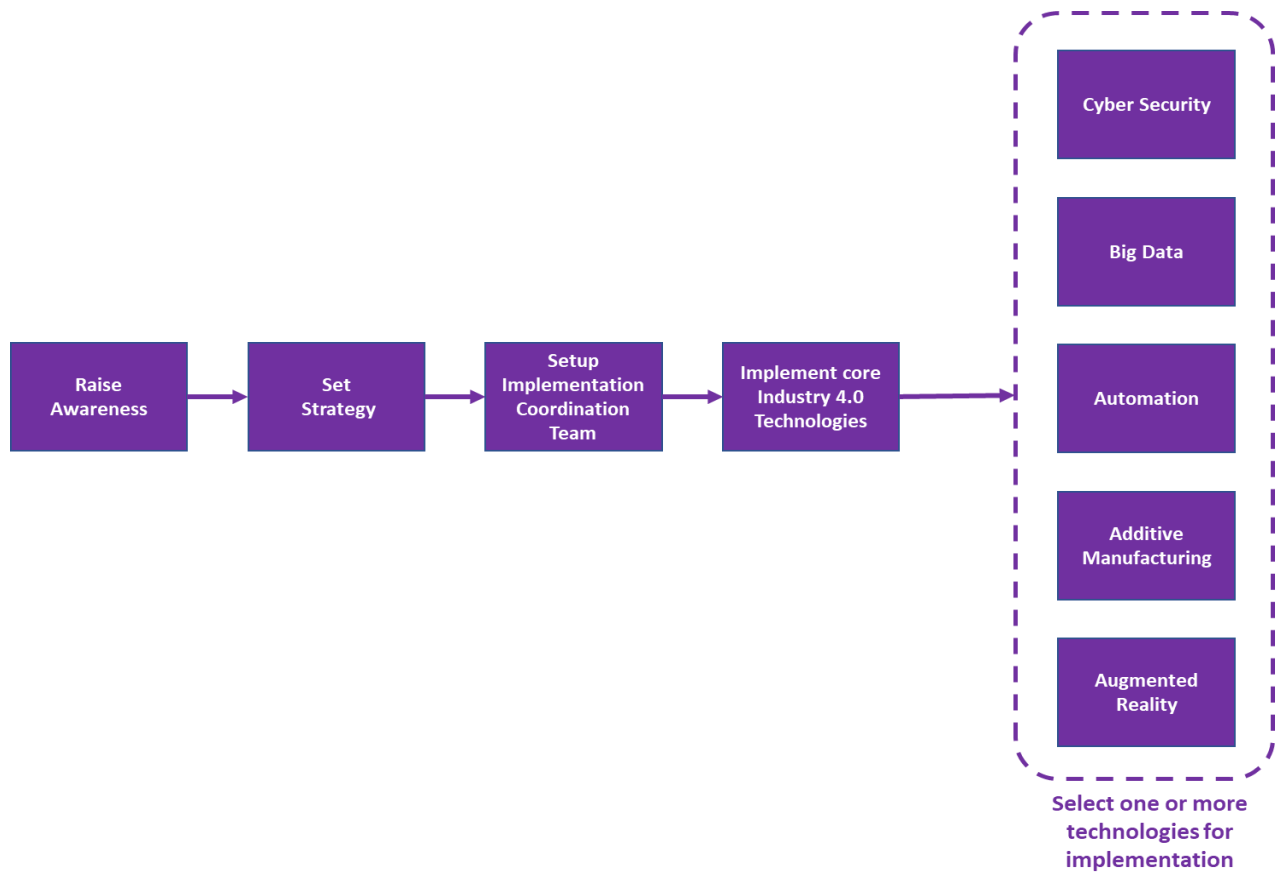 Cyber Security
Big Data
Raise
Awareness
Set
Strategy
Setup
Implementation
Coordination
Team
Implement core
Industry 4.0
Technologies
Automation
Additive
Manufacturing
Augmented
Reality
Select one or more
technologies for
implementation